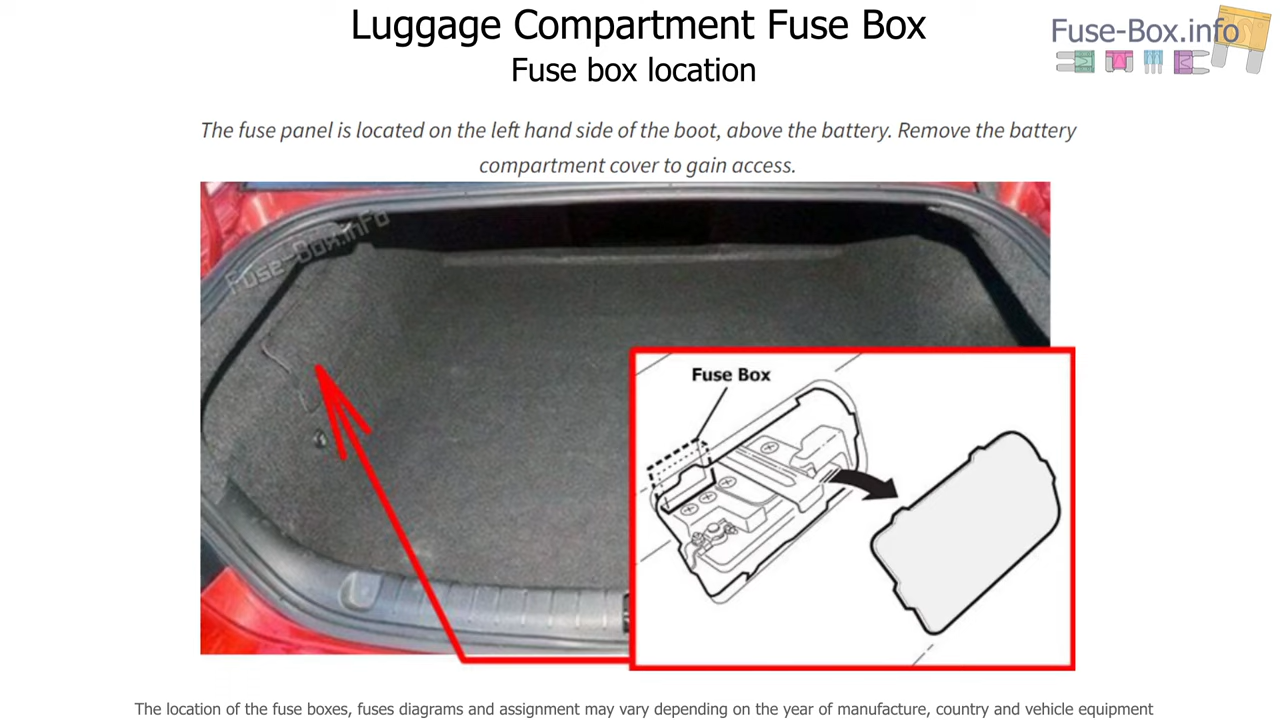 Luggage Compartment Fuse Box
Fuse box location
Fuse-Box.info
The fuse panel is located on the left hand side of the boot, above the battery. Remove the battery
compartment cover to gain access.
Fuse-Box.inFo
Fuse Box
The location of the fuse boxes, fuses diagrams and assignment may vary depending on the year of manufacture, country and vehicle equipment